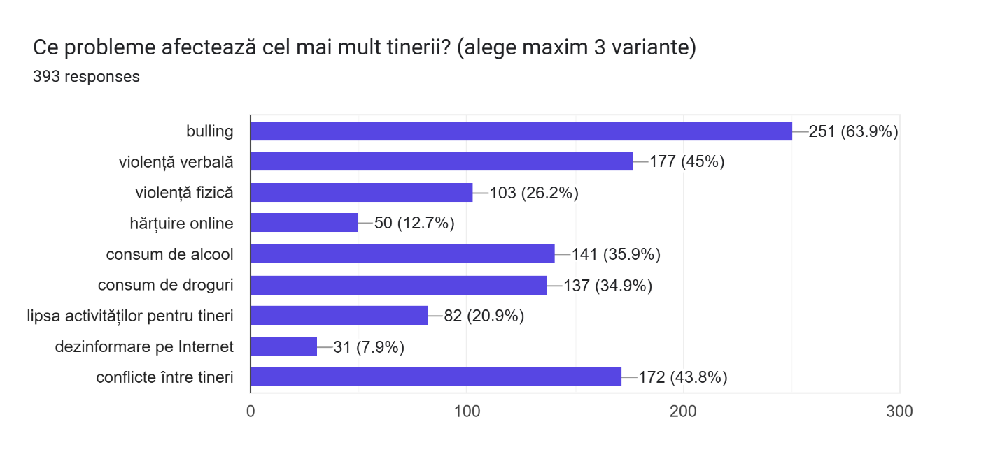 Ce probleme afectează cel mai mult tinerii? (alege maxim 3 variante)
393 responses
bulling 251 (63.9%)
violență verbală 177 (45%)
violență fizică 103 (26.2%)
hărțuire online 50 (12.7%)
consum de alcool 141 (35.9%)
consum de droguri 137 (34.9%)
lipsa activităților pentru tineri 82 (20.9%)
dezinformare pe Internet 31 (7.9%)
conflicte între tineri 172 (43.8%)
0 100 200 300